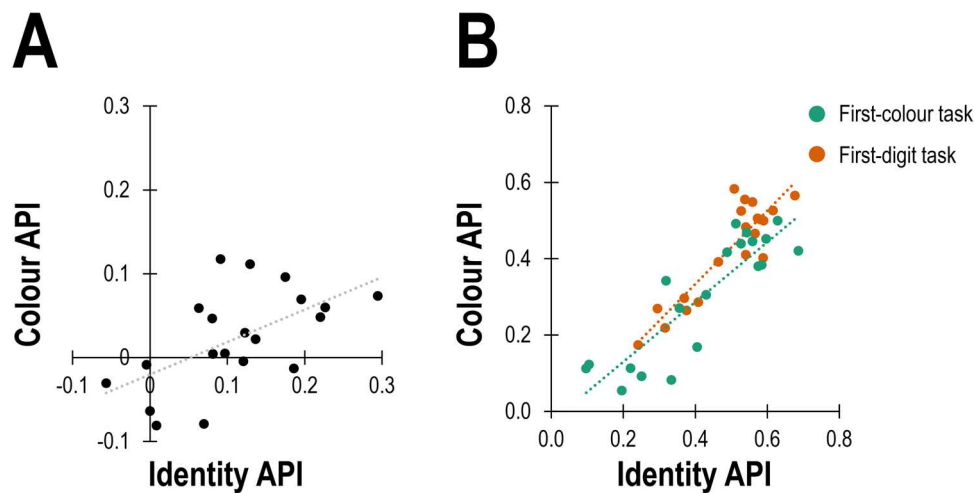 A
Colour API
0.3
0.2
0.1
0
-0.1
-0.1
0
0.1
0.2
0.3
Identity API
B
Colour API
0.8
0.6
0.4
0.2
0.0
0.0
0.2
0.4
0.6
0.8
Identity API
First-colour task
First-digit task